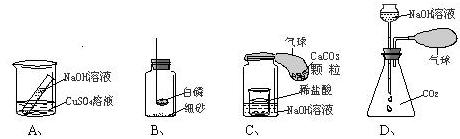 NaOH溶液
CuSO₄溶液
A、
白磷
细砂
B、
气球
CaCO₃
颗粒
稀盐酸
NaOH溶液
C、
NaOH溶液
气球
CO₂
D、